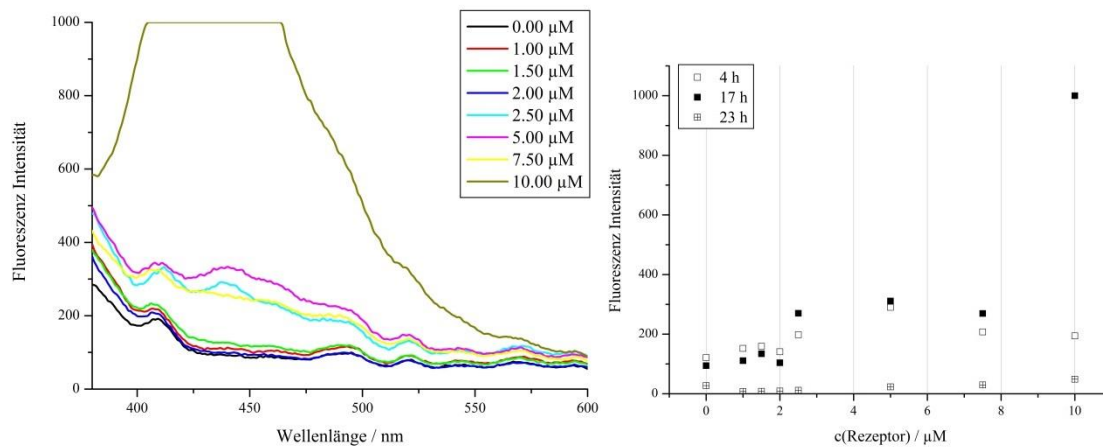 Fluoreszenz Intensität
1000
800
600
400
200
0
400
450
500
550
600
Wellenlänge / nm
0.00 µM
1.00 µM
1.50 µM
2.00 µM
2.50 µM
5.00 µM
7.50 µM
10.00 µM
Fluoreszenz Intensität
1000
800
600
400
200
0
0
2
4
6
8
10
c(Rezeptor) / µM
4 h
17 h
23 h